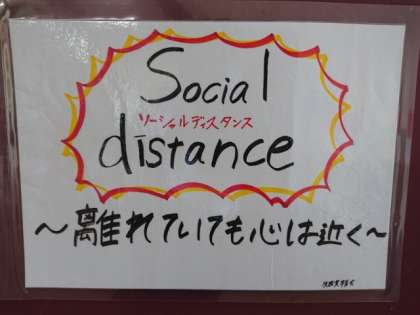 Social
ソーシャルディスタンス
distance
～離れていても心は近く～